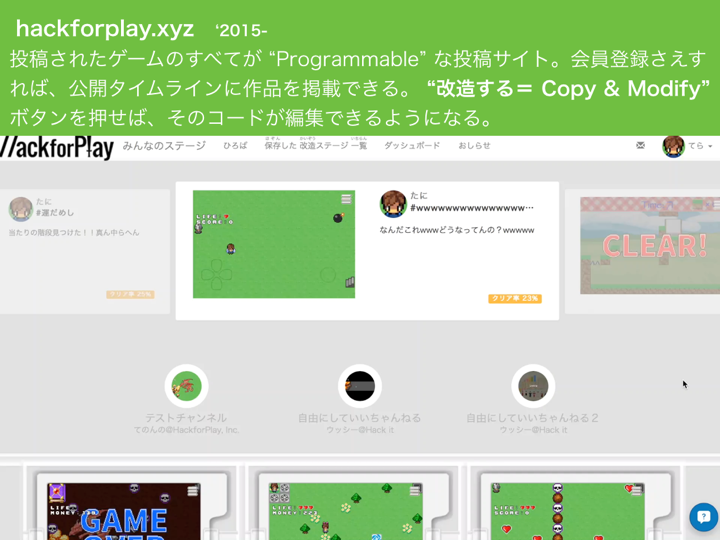 hackforplay.xyz ‘2015-
投稿されたゲームのすべてが “Programmable” な投稿サイト。会員登録さえす
れば、公開タイムラインに作品を掲載できる。 “改造する＝ Copy & Modify”
ボタンを押せば、そのコードが編集できるようになる。
//ackforP!ay みんなのステージ ひろば 保存した 改造ステージ 一覧 ダッシュボード おしらせ てら
たに
#運だめし
当たりの階段見つけた！！真ん中らへん
クリア率 25%
LIFE:
SCORE:0
たに
#wwwwwwwwwwwwwww…
なんだこれwwwどうなってんの？wwwww
クリア率 23%
CLEAR!
テストチャンネル
てのんの@HackforPlay, Inc.
自由にしていいちゃんねる
ウッシー@Hack it
自由にしていいちゃんねる２
ウッシー@Hack it
GAME
OVER
LIFE:
LIFE:
SCORE:0